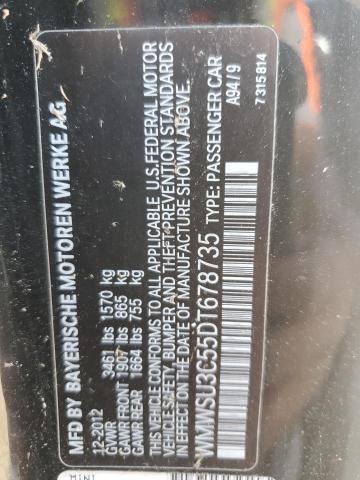 MFD BY BAYERISCHE MOTOREN WERKE AG
12-2012
GVWR 3461 lbs 1570 kg
GAWR FRONT 1907 lbs 865 kg
GAWR REAR 1664 lbs 755 kg
VEHICLE CONFORMS TO ALL APPLICABLE U.S.FEDERAL MOTOR
VEHICLE SAFETY, BUMPER AND THEFT PREVENTION STANDARDS
IN EFFECT ON THE DATE OF MANUFACTURE SHOWN ABOVE.
WMWSU3C55DT678735 TYPE: PASSENGER CAR
A94/9
7315814